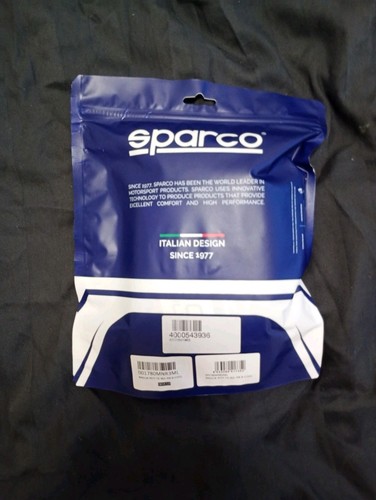 sparco
SINCE 1977, SPARCO HAS BEEN THE WORLD LEADER IN
MOTORSPORT PRODUCTS. SPARCO USES INNOVATIVE
TECHNOLOGY TO PRODUCE PRODUCTS THAT PROVIDE
EXCELLENT COMFORT AND HIGH PERFORMANCE.
ITALIAN DESIGN
SINCE 1977
4000543936